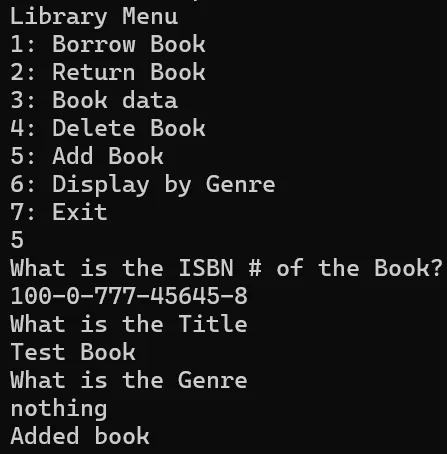 Library Menu
1: Borrow Book
2: Return Book
3: Book data
4: Delete Book
5: Add Book
6: Display by Genre
7: Exit
5
What is the ISBN # of the Book?
100-0-777-45645-8
What is the Title
Test Book
What is the Genre
nothing
Added book